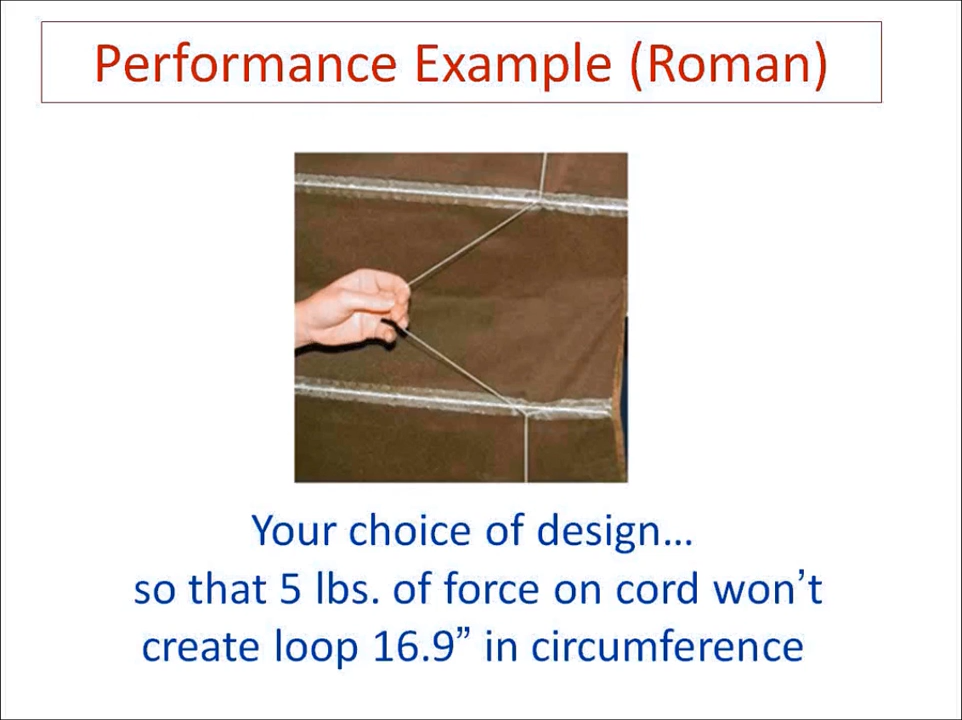 Performance Example (Roman)
Your choice of design...
so that 5 lbs. of force on cord won’t
create loop 16.9” in circumference